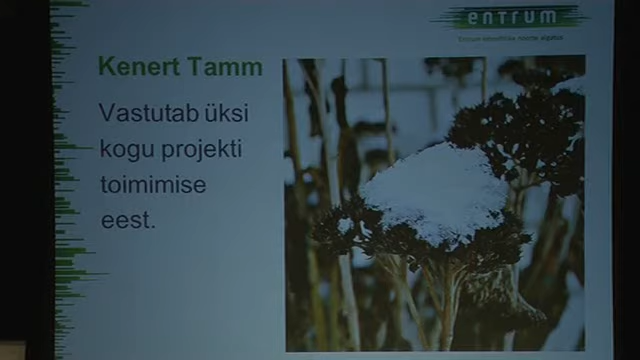 entrum
Kenert Tamm
Vastutab üksi
kogu projekti
toimimise
eest.